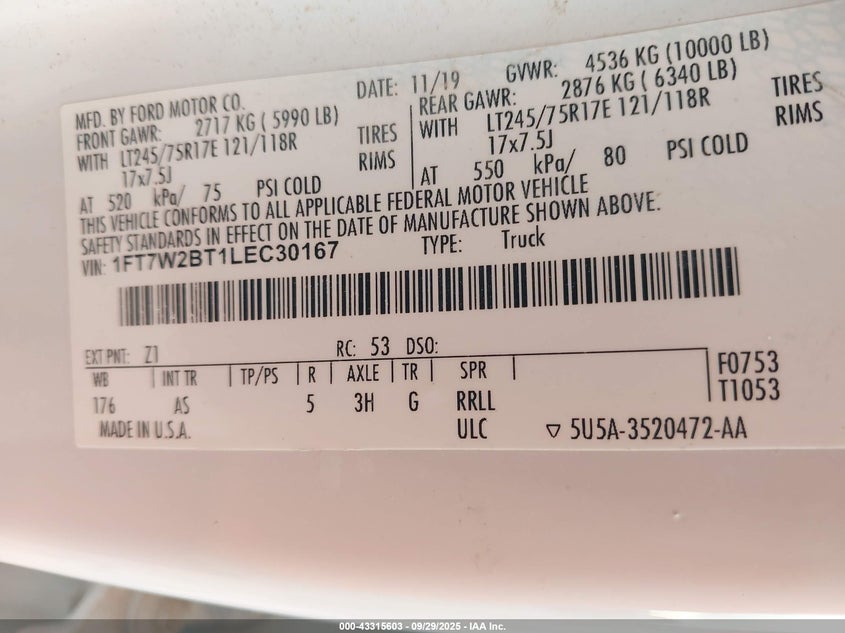 MFD. BY FORD MOTOR CO.
DATE: 11/19
GVWR: 4536 KG (10000 LB)
FRONT GAWR: 2717 KG ( 5990 LB)
REAR GAWR: 2876 KG ( 6340 LB)
WITH LT245/75R17E 121/118R TIRES
WITH LT245/75R17E 121/118R TIRES
17x7.5J RIMS
17x7.5J RIMS
AT 520 kPa/ 75 PSI COLD
AT 550 kPa/ 80 PSI COLD
THIS VEHICLE CONFORMS TO ALL APPLICABLE FEDERAL MOTOR VEHICLE
SAFETY STANDARDS IN EFFECT ON THE DATE OF MANUFACTURE SHOWN ABOVE.
VIN: 1FT7W2BT1LEC30167 TYPE: Truck
EXT PNT: Z1 RC: 53 DSO:
WB INT TR TP/PS R AXLE TR SPR F0753
176 AS 5 3H G RRLL T1053
MADE IN U.S.A. ULC 5U5A-3520472-AA
000-43315603 - 09/29/2025 - IAA Inc.